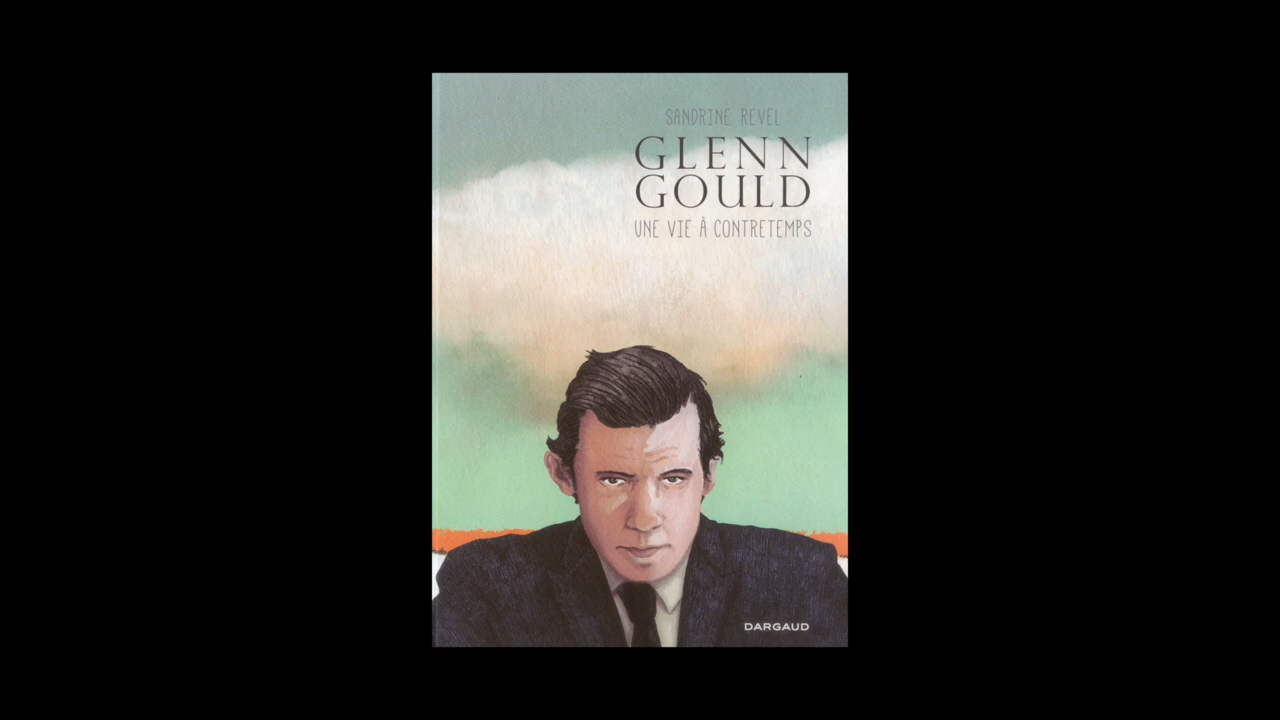 SANDRINE REVEL
GLENN
GOULD
UNE VIE À CONTRETEMPS
DARGAUD